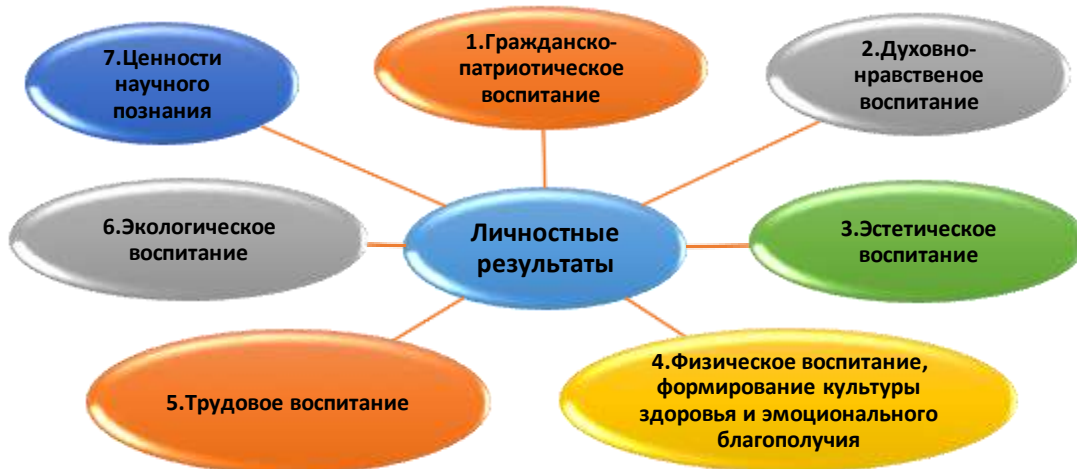 7.Ценности
научного
познания
1.Гражданско-
патриотическое
воспитание
2.Духовно-
нравственое
воспитание
6.Экологическое
воспитание
Личностные
результаты
3.Эстетическое
воспитание
5.Трудовое воспитание
4.Физическое воспитание,
формирование культуры
здоровья и эмоционального
благополучия